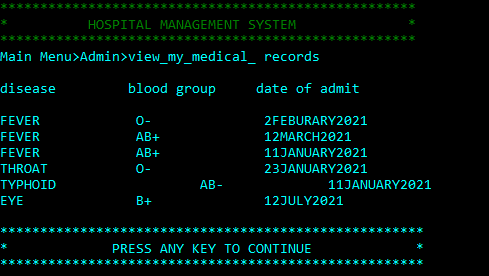 ****************************************************
*          HOSPITAL MANAGEMENT SYSTEM              *
****************************************************
Main Menu>Admin>view_my_medical_ records
disease         blood group     date of admit
FEVER            O-              2FEBURARY2021
FEVER            AB+             12MARCH2021
FEVER            AB+             11JANUARY2021
THROAT           O-              23JANUARY2021
TYPHOID                  AB-             11JANUARY2021
EYE              B+              12JULY2021
*****************************************************
*             PRESS ANY KEY TO CONTINUE             *
*****************************************************